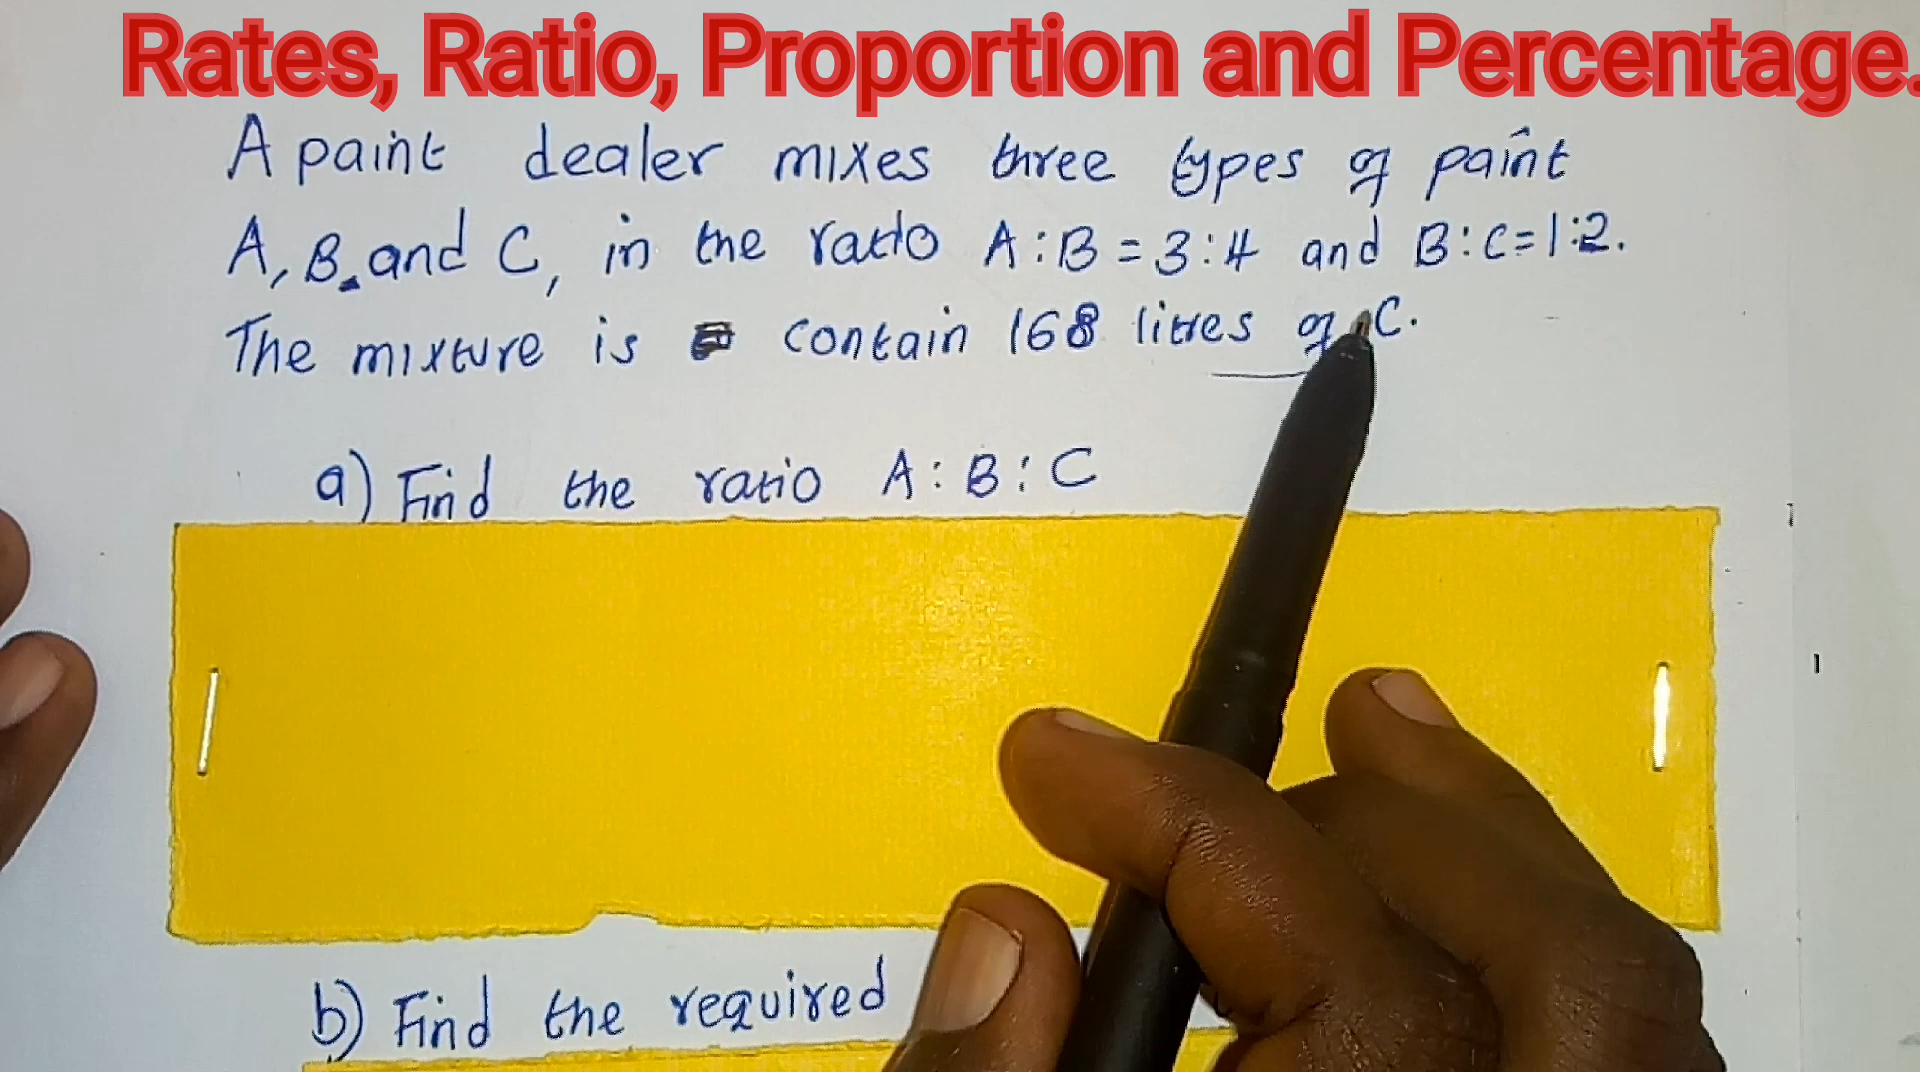 Rates, Ratio, Proportion and Percentage.
A paint dealer mixes three types of paint
A, B and C, in the ratio A:B = 3:4 and B:C=1:2.
The mixture is contain 168 litres of C.
a) Find the ratio A:B:C
b) Find the required